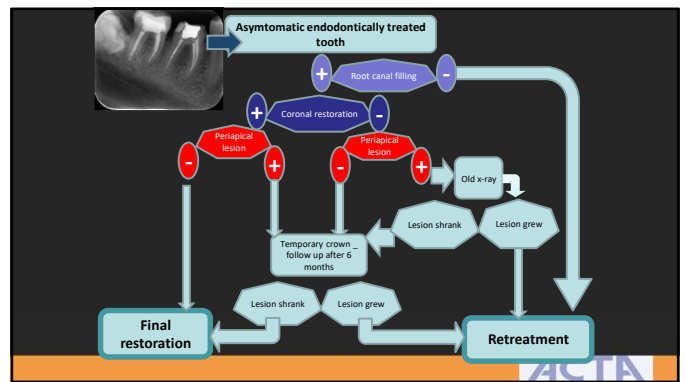 Asymtomatic endodontically treated
tooth
+
Root canal filling
-
+
Coronal restoration
-
Periapical
lesion
-
+
Periapical
lesion
-
+
Old x-ray
Lesion shrank
Lesion grew
Temporary crown _
follow up after 6
months
Lesion shrank
Lesion grew
Final
restoration
Retreatment
ACTA